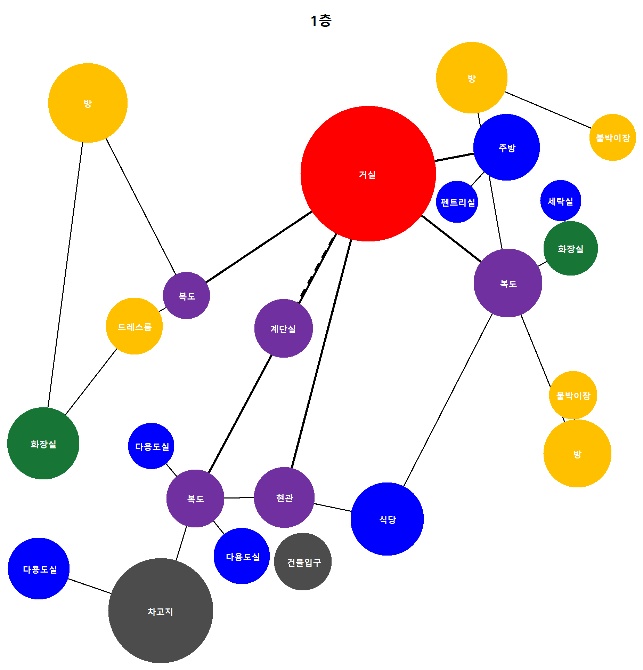 1층
방
방
주방
붙박이장
거실
펜트리실
세탁실
화장실
복도
복도
드레스룸
계단실
붙박이장
화장실
다용도실
방
복도
현관
식당
다용도실
건물입구
다용도실
차고지